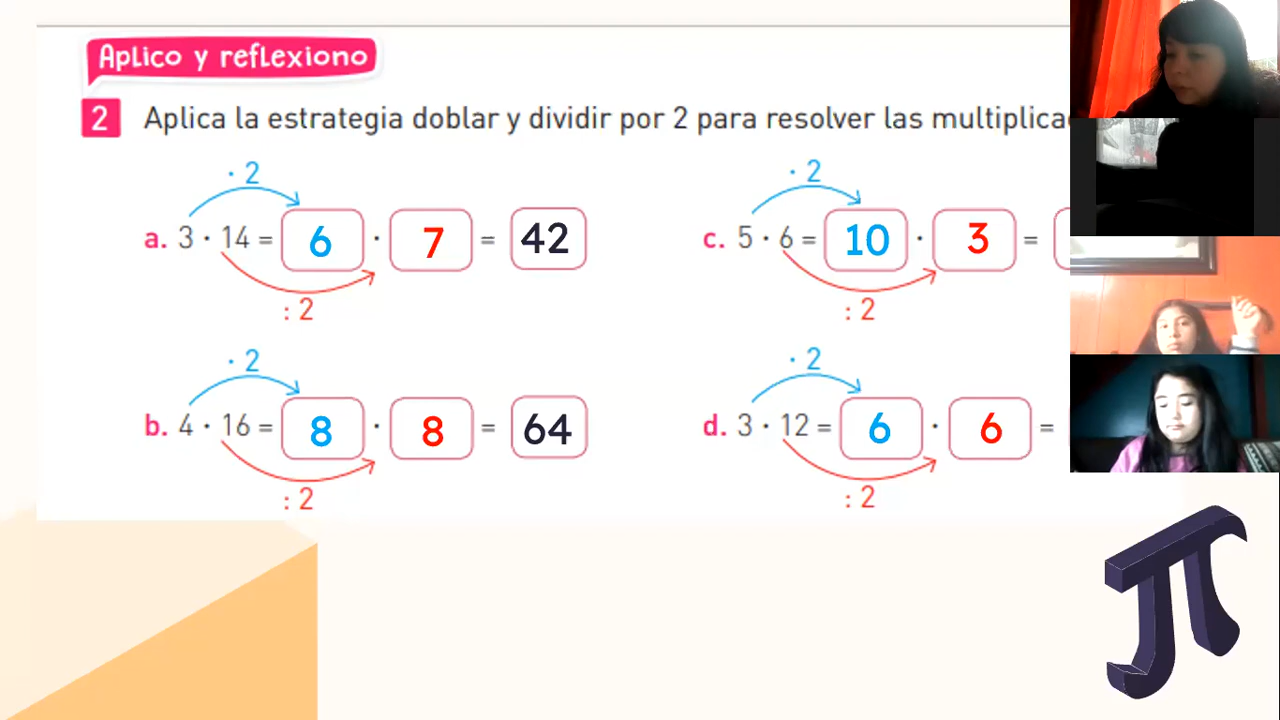 Aplico y reflexiono
2 Aplica la estrategia doblar y dividir por 2 para resolver las
· 2
a. 3 · 14 = 6 · 7 = 42
: 2
· 2
c. 5 · 6 = 10 · 3 =
: 2
· 2
b. 4 · 16 = 8 · 8 = 64
: 2
· 2
d. 3 · 12 = 6 · 6 =
: 2
π